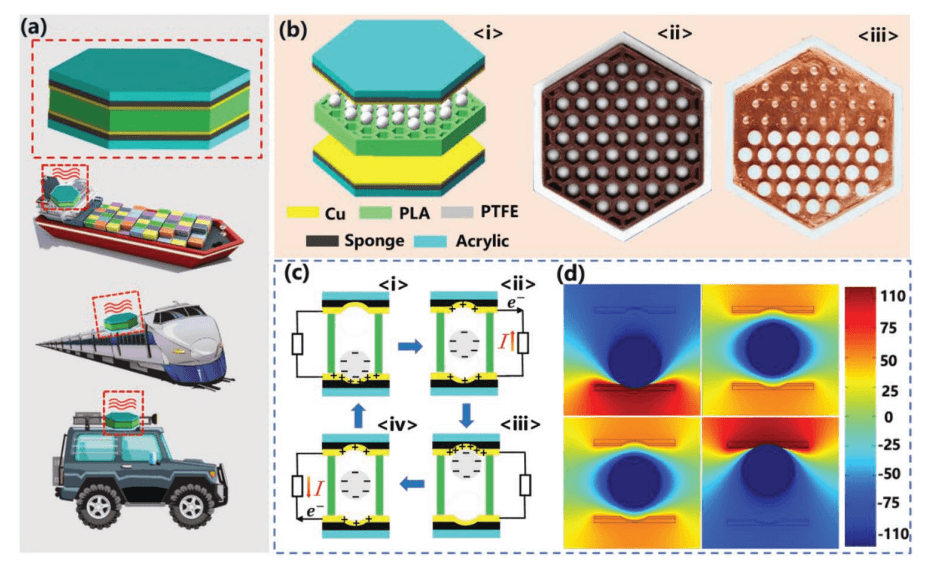 (a)
(b)
<i>
<ii>
<iii>
Cu
PLA
PTFE
Sponge
Acrylic
(c)
<i>
<ii>
e⁻
I
<iv>
<iii>
I
e⁻
(d)
110
75
50
25
0
-25
-50
-75
-110